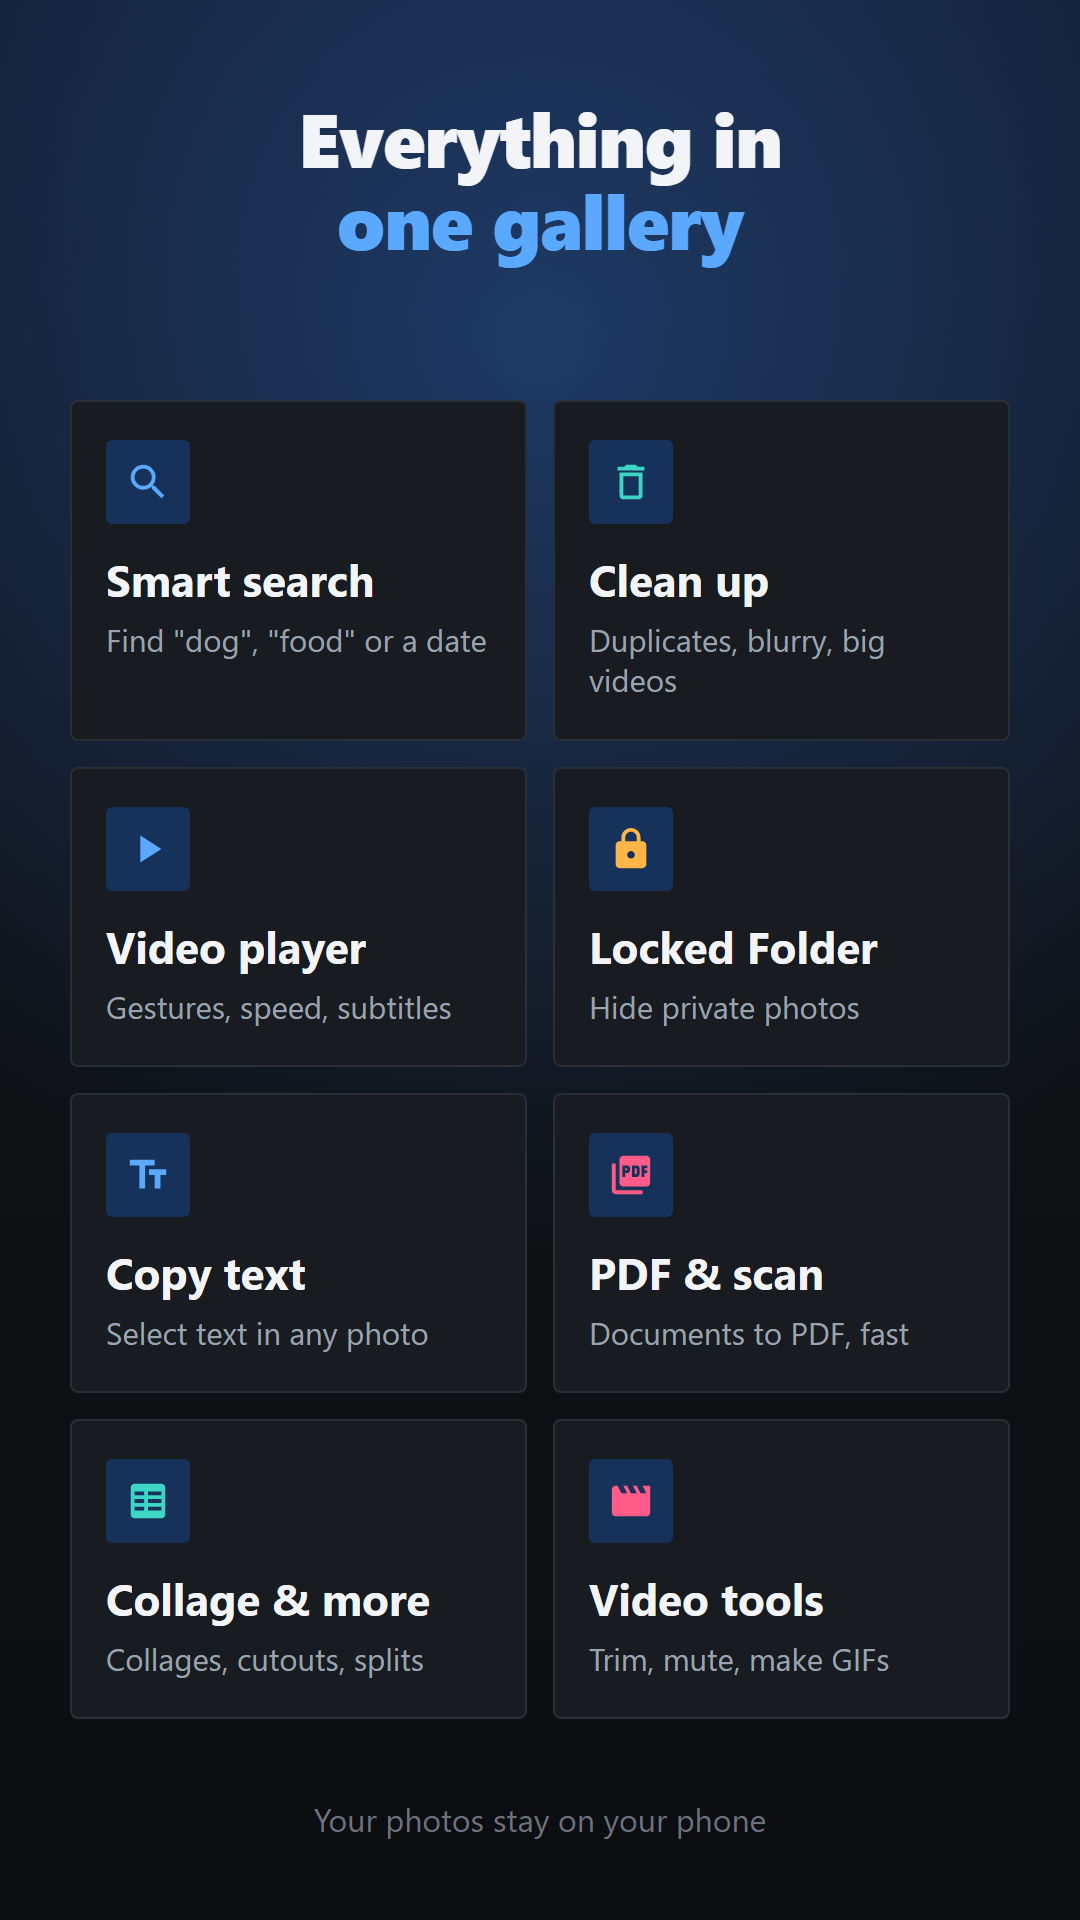 Everything in
one gallery
Smart search
Find "dog", "food" or a date
Clean up
Duplicates, blurry, big
videos
Video player
Gestures, speed, subtitles
Locked Folder
Hide private photos
Tт
Copy text
Select text in any photo
PDF
PDF & scan
Documents to PDF, fast
Collage & more
Collages, cutouts, splits
Video tools
Trim, mute, make GIFs
Your photos stay on your phone